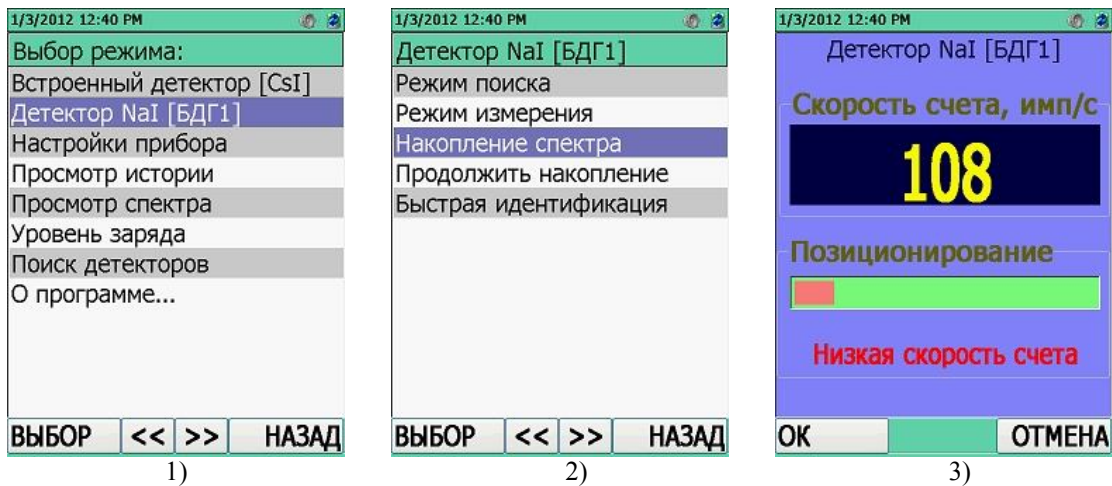 1/3/2012 12:40 PM
Выбор режима:
Встроенный детектор [CsI]
Детектор NaI [БДГ1]
Настройки прибора
Просмотр истории
Просмотр спектра
Уровень заряда
Поиск детекторов
О программе...
ВЫБОР << >> НАЗАД
1)
1/3/2012 12:40 PM
Детектор NaI [БДГ1]
Режим поиска
Режим измерения
Накопление спектра
Продолжить накопление
Быстрая идентификация
ВЫБОР << >> НАЗАД
2)
1/3/2012 12:40 PM
Детектор NaI [БДГ1]
Скорость счета, имп/с
108
Позиционирование
Низкая скорость счета
ОК ОТМЕНА
3)